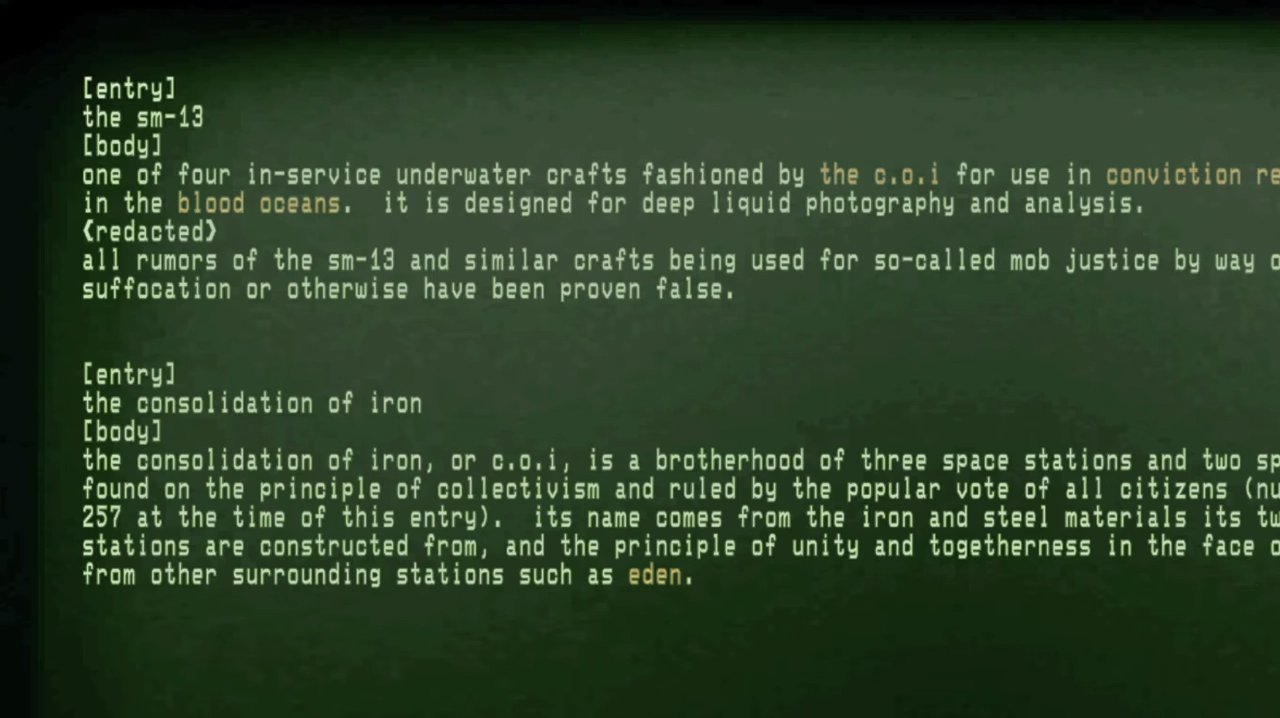 [entry]
the sm-13
[body]
one of four in-service underwater crafts fashioned by the c.o.i for use in conviction
in the blood oceans.  it is designed for deep liquid photography and analysis.
<redacted>
all rumors of the sm-13 and similar crafts being used for so-called mob justice by way
suffocation or otherwise have been proven false.
[entry]
the consolidation of iron
[body]
the consolidation of iron, or c.o.i, is a brotherhood of three space stations and two
found on the principle of collectivism and ruled by the popular vote of all citizens
257 at the time of this entry).  its name comes from the iron and steel materials its
stations are constructed from, and the principle of unity and togetherness in the face
from other surrounding stations such as eden.